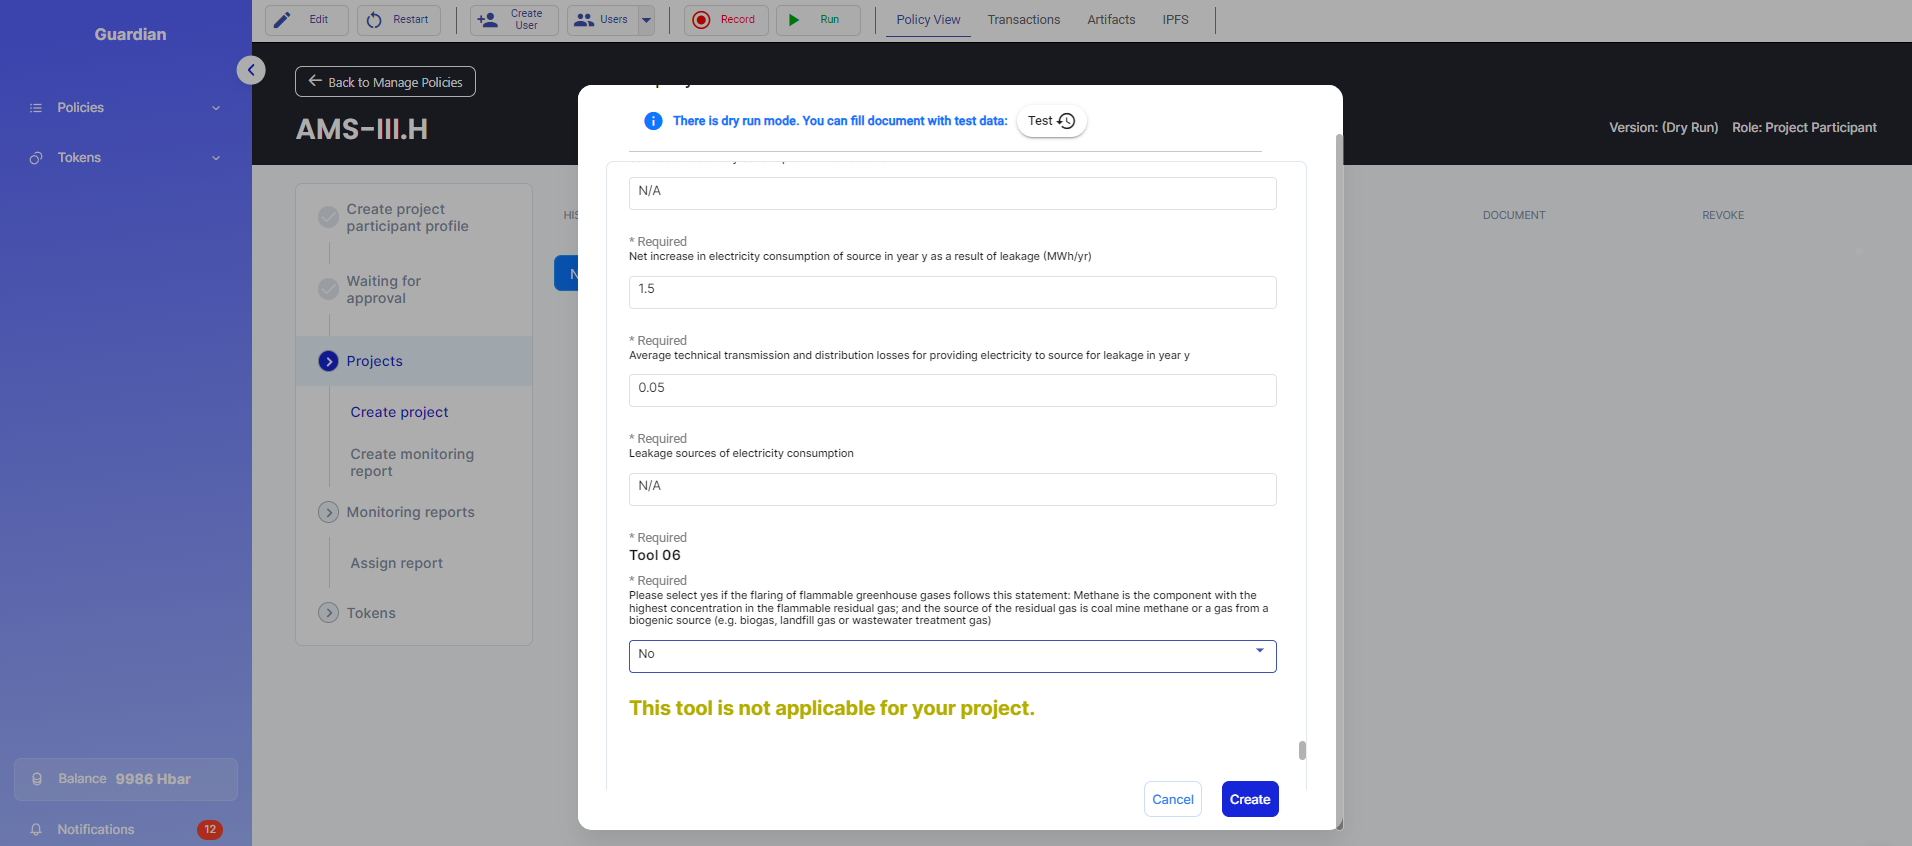 Guardian
Edit
Restart
Create
User
Users
Record
Run
Policy View
Transactions
Artifacts
IPFS
Back to Manage Policies
AMS-III.H
Version: (Dry Run)
Role: Project Participant
Policies
Tokens
Create project
participant profile
Waiting for
approval
Projects
Create project
Create monitoring
report
Monitoring reports
Assign report
Tokens
Balance 9986 Hbar
Notifications
12
DOCUMENT
REVOKE
There is dry run mode. You can fill document with test data:
Test
N/A
* Required
Net increase in electricity consumption of source in year y as a result of leakage (MWh/yr)
1.5
* Required
Average technical transmission and distribution losses for providing electricity to source for leakage in year y
0.05
* Required
Leakage sources of electricity consumption
N/A
* Required
Tool 06
* Required
Please select yes if the flaring of flammable greenhouse gases follows this statement: Methane is the component with the
highest concentration in the flammable residual gas; and the source of the residual gas is coal mine methane or a gas from a
biogenic source (e.g. biogas, landfill gas or wastewater treatment gas)
No
This tool is not applicable for your project.
Cancel
Create